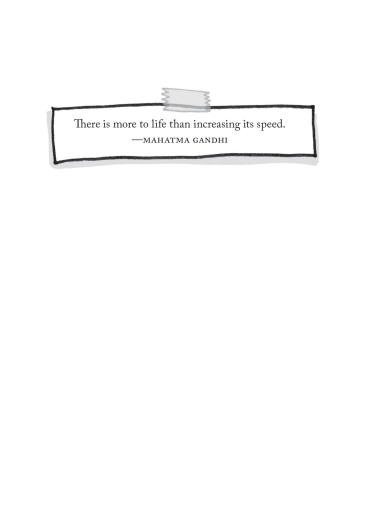 There is more to life than increasing its speed.
—MAHATMA GANDHI